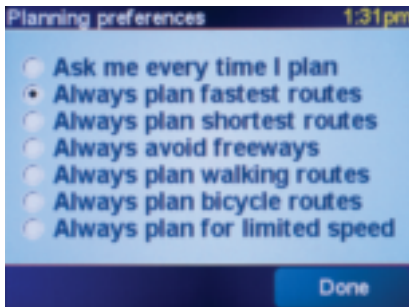 Planning preferences 1:31pm
Ask me every time I plan
Always plan fastest routes
Always plan shortest routes
Always avoid freeways
Always plan walking routes
Always plan bicycle routes
Always plan for limited speed
Done